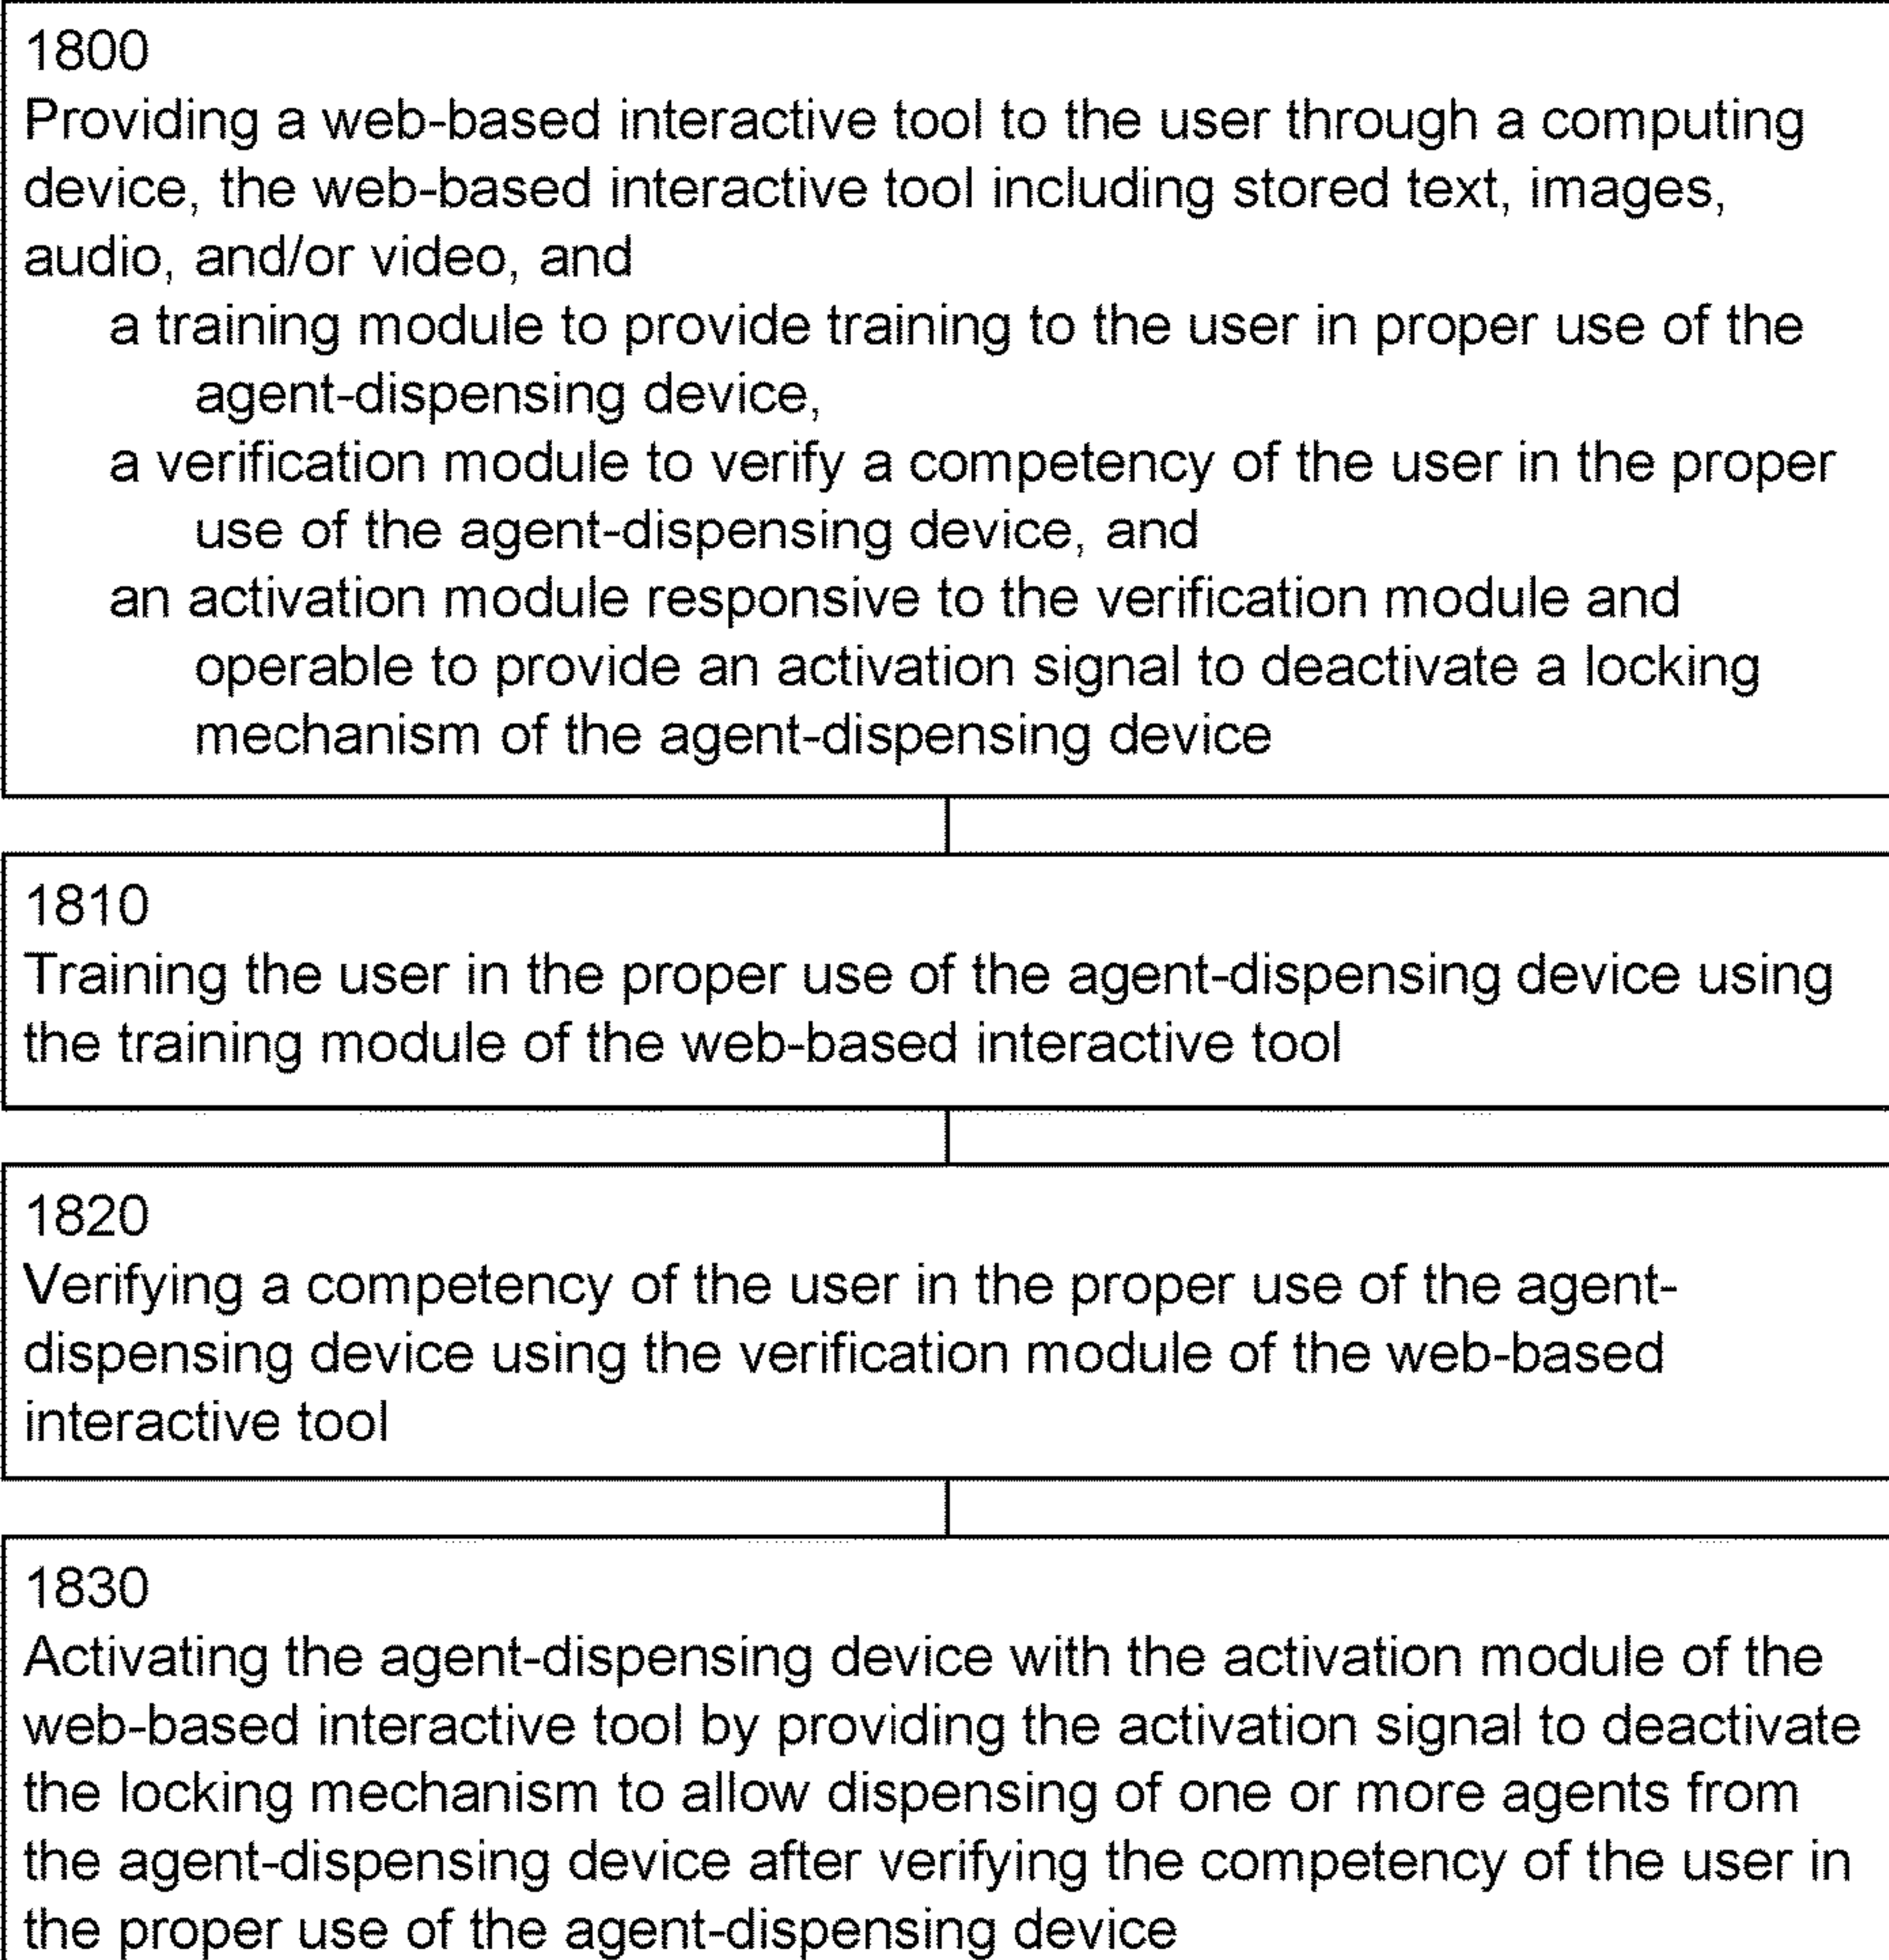 1800
Providing a web-based interactive tool to the user through a computing
device, the web-based interactive tool including stored text, images,
audio, and/or video, and
a training module to provide training to the user in proper use of the
agent-dispensing device,
a verification module to verify a competency of the user in the proper
use of the agent-dispensing device, and
an activation module responsive to the verification module and
operable to provide an activation signal to deactivate a locking
mechanism of the agent-dispensing device
1810
Training the user in the proper use of the agent-dispensing device using
the training module of the web-based interactive tool
1820
Verifying a competency of the user in the proper use of the agent-
dispensing device using the verification module of the web-based
interactive tool
1830
Activating the agent-dispensing device with the activation module of the
web-based interactive tool by providing the activation signal to deactivate
the locking mechanism to allow dispensing of one or more agents from
the agent-dispensing device after verifying the competency of the user in
the proper use of the agent-dispensing device